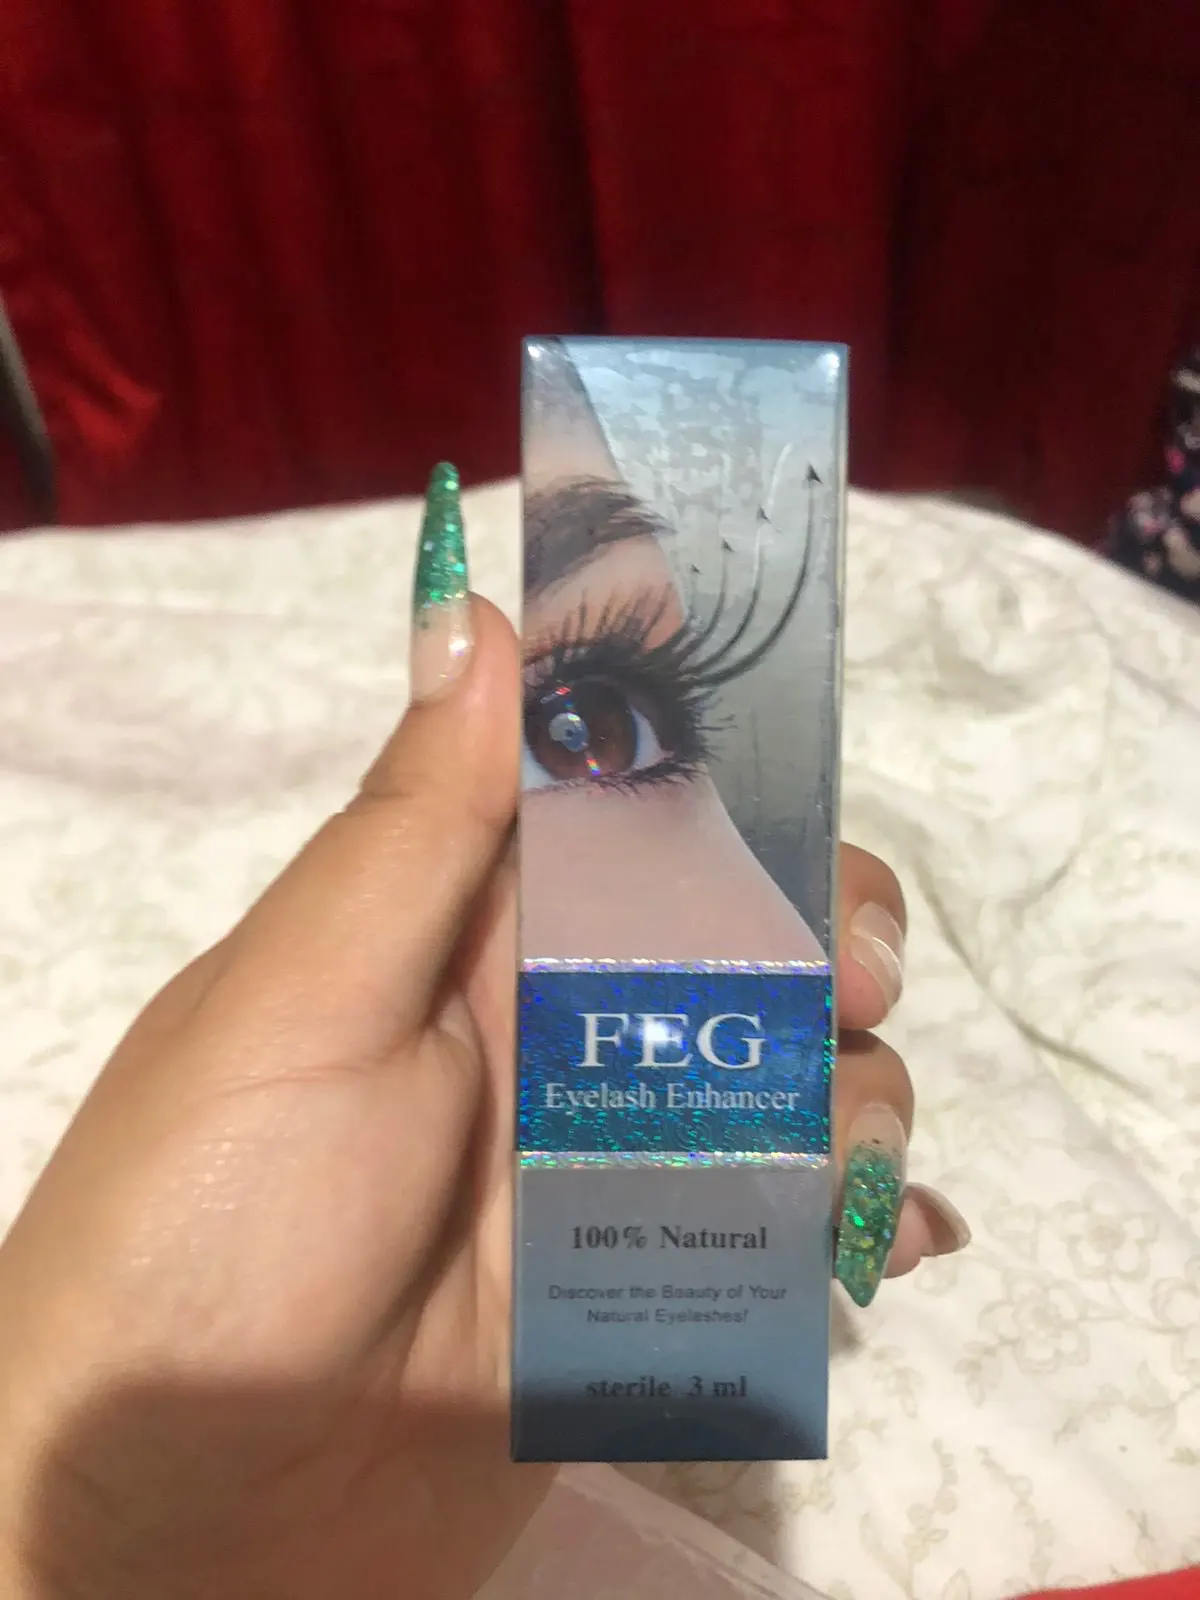 FEG
Eyelash Enhancer
100% Natural
Discover the Beauty of Your
Natural Eyelashes!
sterile 3 ml